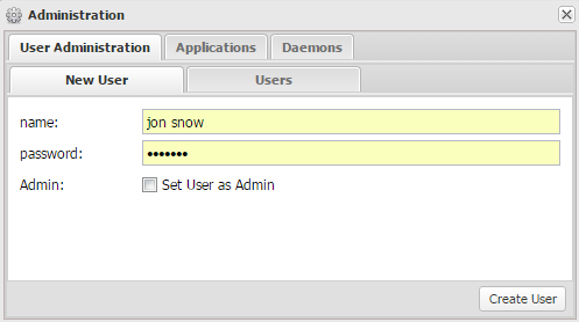 Administration
User Administration Applications Daemons
New User Users
name: jon snow
password: •••••••
Admin: Set User as Admin
Create User